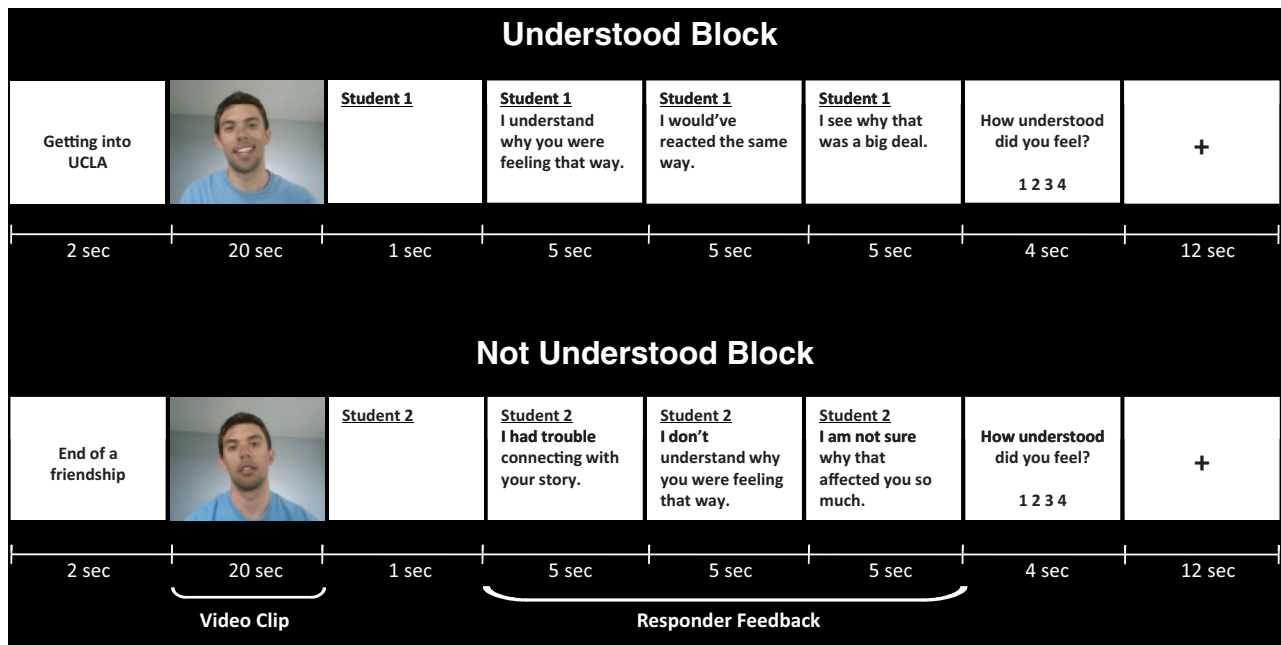 Understood Block
Getting into
UCLA
Student 1
Student 1
I understand
why you were
feeling that way.
Student 1
I would’ve
reacted the same
way.
Student 1
I see why that
was a big deal.
How understood
did you feel?
1 2 3 4
+
2 sec
20 sec
1 sec
5 sec
5 sec
5 sec
4 sec
12 sec
Not Understood Block
End of a
friendship
Student 2
Student 2
I had trouble
connecting with
your story.
Student 2
I don’t
understand why
you were feeling
that way.
Student 2
I am not sure
why that
affected you so
much.
How understood
did you feel?
1 2 3 4
+
2 sec
20 sec
1 sec
5 sec
5 sec
5 sec
4 sec
12 sec
Video Clip
Responder Feedback